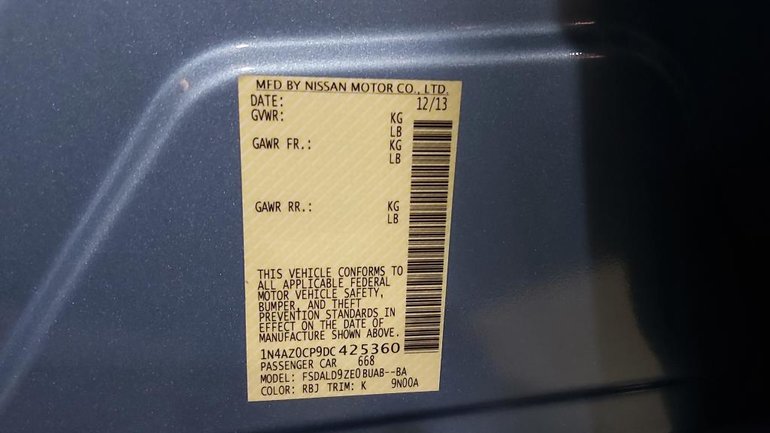 MFD BY NISSAN MOTOR CO., LTD.
DATE: 12/13
GVWR: KG
LB
GAWR FR.: KG
LB
GAWR RR.: KG
LB
THIS VEHICLE CONFORMS TO
ALL APPLICABLE FEDERAL
MOTOR VEHICLE SAFETY,
BUMPER, AND THEFT
PREVENTION STANDARDS IN
EFFECT ON THE DATE OF
MANUFACTURE SHOWN ABOVE.
1N4AZ0CP9DC425360
PASSENGER CAR 668
MODEL: FSDALD9ZE0BUAB--BA
COLOR: RBJ TRIM: K 9N00A